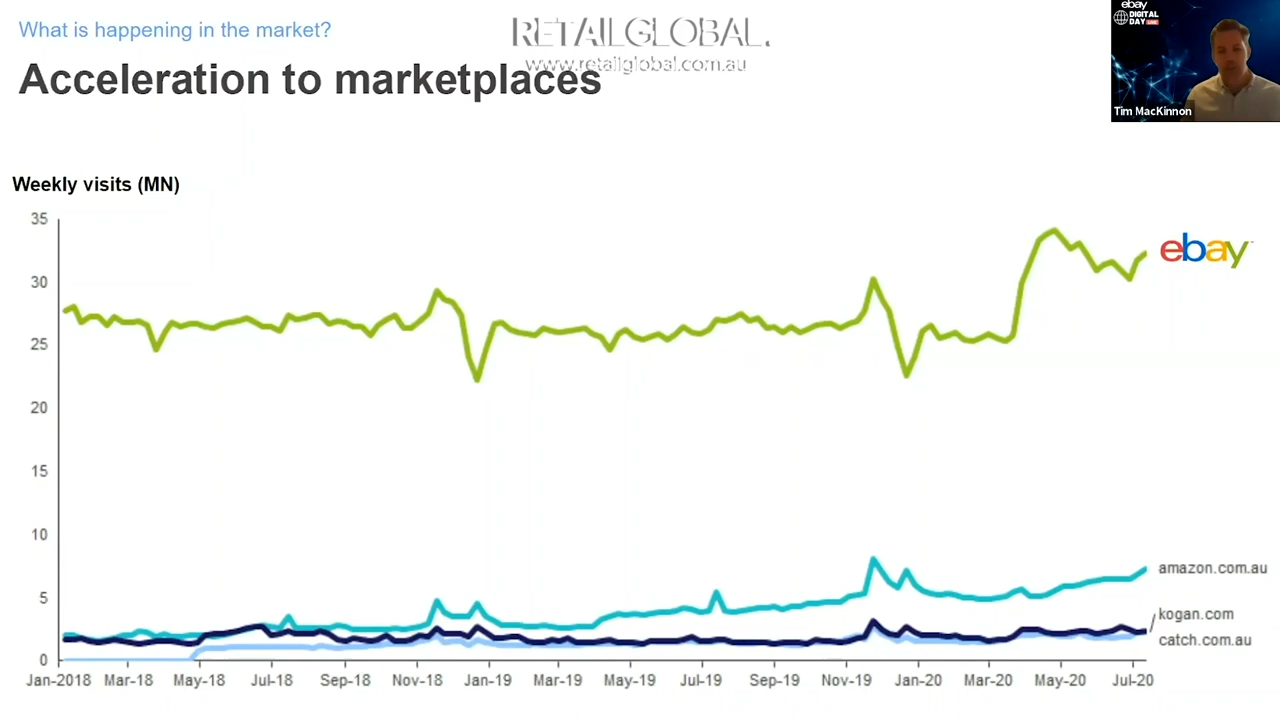 What is happening in the market?
Acceleration to marketplaces
RETAILGLOBAL.
www.retailglobal.com.au
ebay
DIGITAL
DAY LIVE
Tim MacKinnon
Weekly visits (MN)
35
30
25
20
15
10
5
0
ebay
amazon.com.au
kogan.com
catch.com.au
Jan-2018 Mar-18 May-18 Jul-18 Sep-18 Nov-18 Jan-19 Mar-19 May-19 Jul-19 Sep-19 Nov-19 Jan-20 Mar-20 May-20 Jul-20